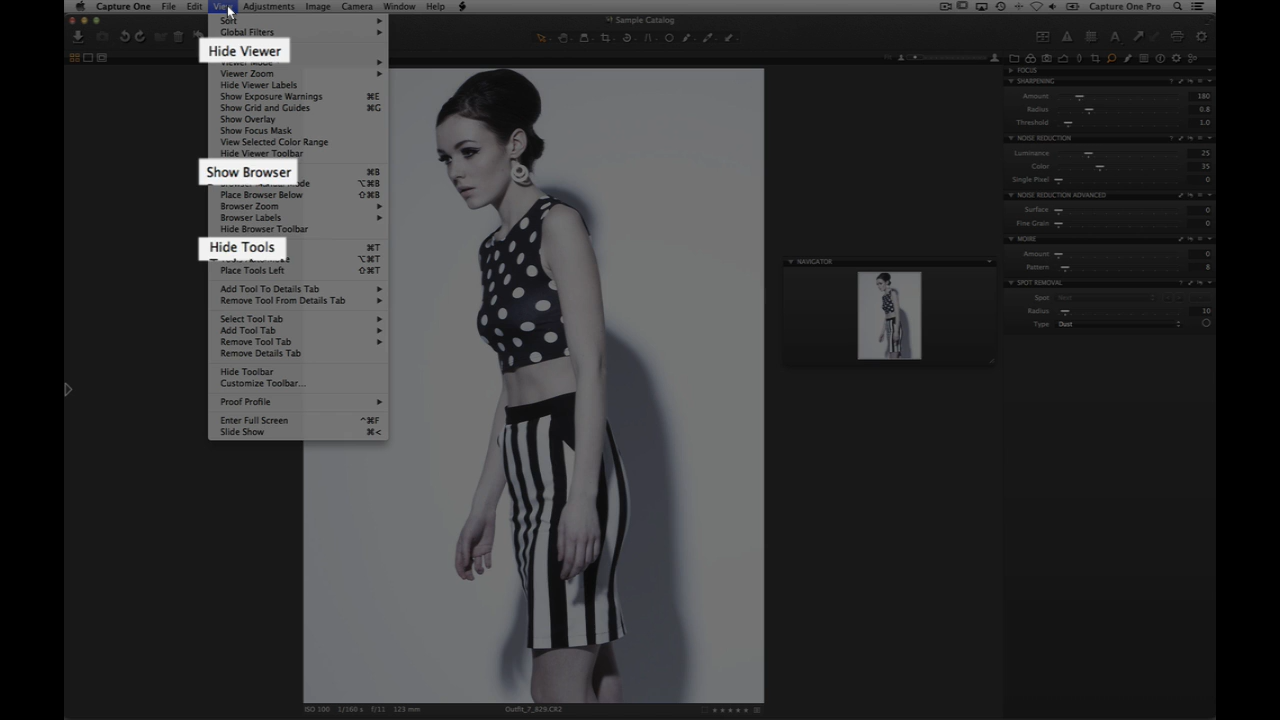 Capture One File Edit View Adjustments Image Camera Window Help Capture One Pro
Sample Catalog
Sort
Global Filters
Hide Viewer
Viewer Mode
Viewer Zoom
Hide Viewer Labels
Show Exposure Warnings ⌘E
Show Grid and Guides ⌘G
Show Overlay
Show Focus Mask
View Selected Color Range
Hide Viewer Toolbar
Show Browser ⌘B
⌥⌘B
Place Browser Below ⇧⌘B
Browser Zoom
Browser Labels
Hide Browser Toolbar
Hide Tools ⌘T
⌥⌘T
Place Tools Left ⇧⌘T
Add Tool To Details Tab
Remove Tool From Details Tab
Select Tool Tab
Add Tool Tab
Remove Tool Tab
Remove Details Tab
Hide Toolbar
Customize Toolbar...
Proof Profile
Enter Full Screen ^⌘F
Slide Show ⌘<
NAVIGATOR
FOCUS
SHARPENING
Amount 160
Radius 0.8
Threshold 1.0
NOISE REDUCTION
Luminance 25
Color 35
Single Pixel 0
NOISE REDUCTION ADVANCED
Surface 0
Fine Grain 0
MOIRE
Amount 0
Pattern 8
SPOT REMOVAL
Spot
Radius 10
Type Dust
ISO 100 1/160 s f/11 123 mm Outfit_7_829.CR2